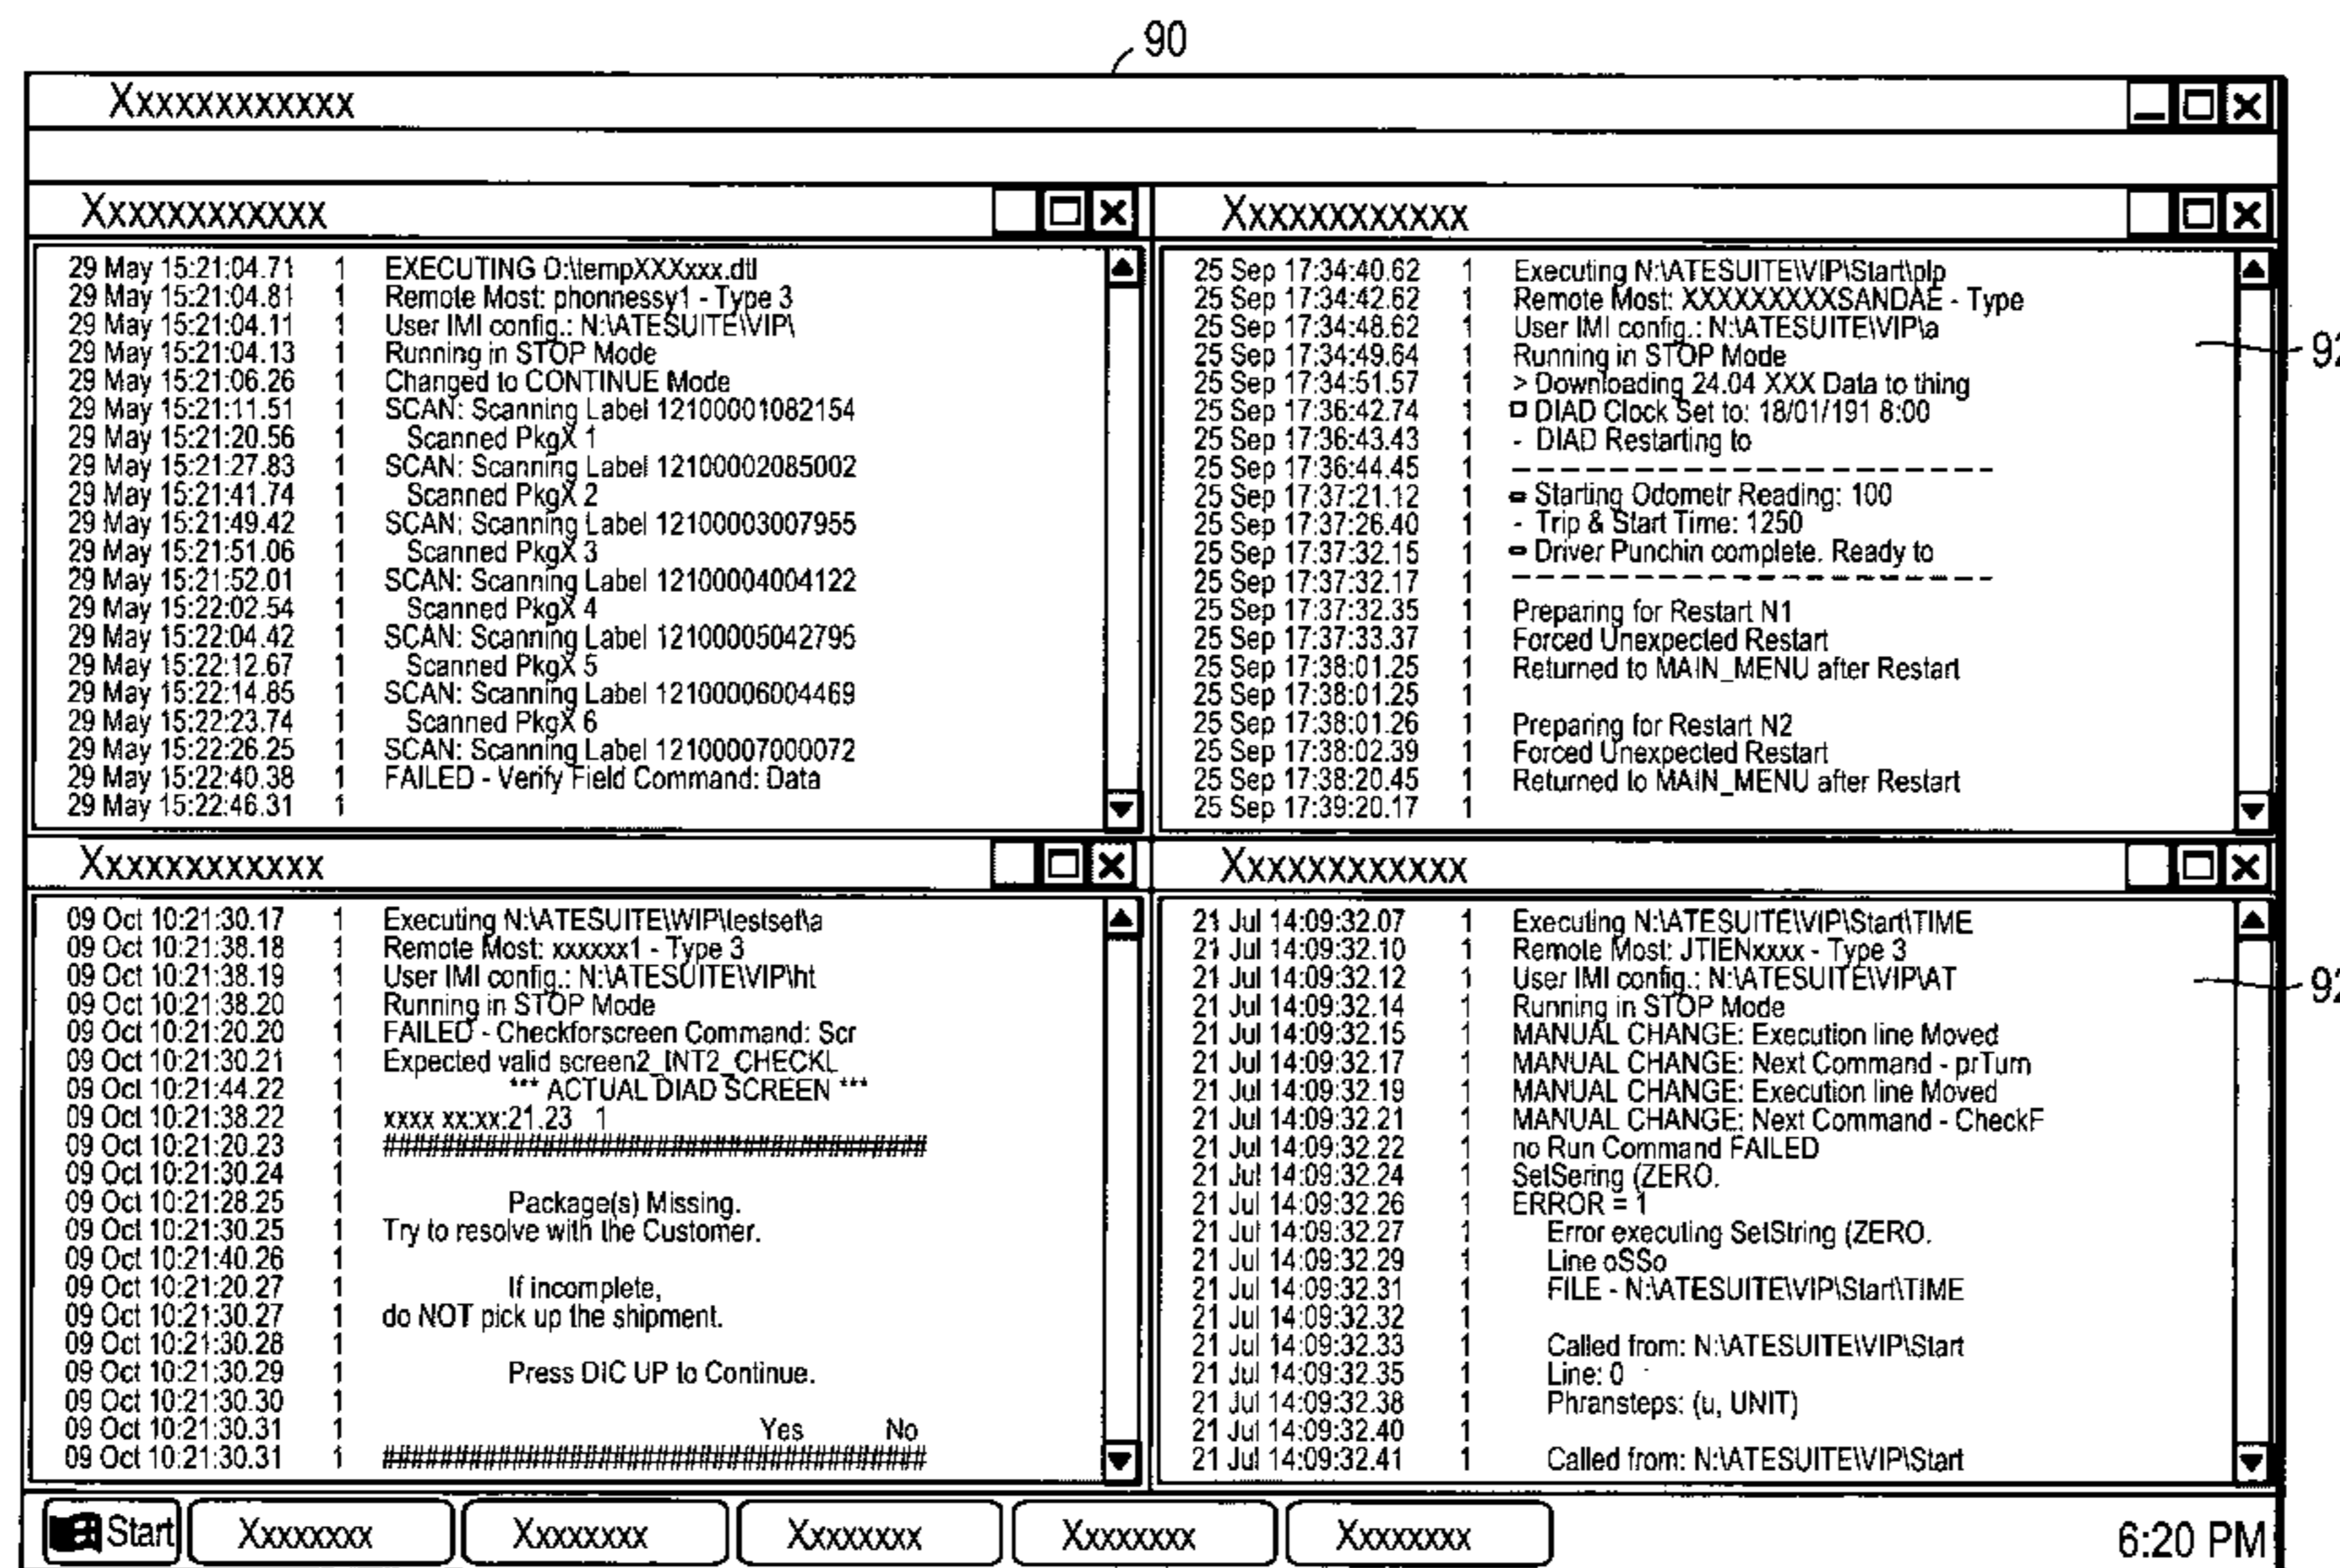 90
Xxxxxxxxxxxx
Xxxxxxxxxxxx
29 May 15:21:04.71 1 EXECUTING D:\tempXXXxxx.dtl
29 May 15:21:04.81 1 Remote Most: phonnessy1 - Type 3
29 May 15:21:04.11 1 User IMI config.: N:\ATESUITE\VIP\
29 May 15:21:04.13 1 Running in STOP Mode
29 May 15:21:06.26 1 Changed to CONTINUE Mode
29 May 15:21:11.51 1 SCAN: Scanning Label 12100001082154
29 May 15:21:20.56 1 Scanned PkgX 1
29 May 15:21:27.83 1 SCAN: Scanning Label 12100002085002
29 May 15:21:41.74 1 Scanned PkgX 2
29 May 15:21:49.42 1 SCAN: Scanning Label 12100003007955
29 May 15:21:51.06 1 Scanned PkgX 3
29 May 15:21:52.01 1 SCAN: Scanning Label 12100004004122
29 May 15:22:02.54 1 Scanned PkgX 4
29 May 15:22:04.42 1 SCAN: Scanning Label 12100005042795
29 May 15:22:12.67 1 Scanned PkgX 5
29 May 15:22:14.85 1 SCAN: Scanning Label 12100006004469
29 May 15:22:23.74 1 Scanned PkgX 6
29 May 15:22:26.25 1 SCAN: Scanning Label 12100007000072
29 May 15:22:40.38 1 FAILED - Verify Field Command: Data
29 May 15:22:46.31 1
Xxxxxxxxxxxx
25 Sep 17:34:40.62 1 Executing N:\ATESUITE\VIP\Start\plp
25 Sep 17:34:42.62 1 Remote Most: XXXXXXXXXSANDAE - Type
25 Sep 17:34:48.62 1 User IMI config.: N:\ATESUITE\VIP\a
25 Sep 17:34:49.64 1 Running in STOP Mode
25 Sep 17:34:51.57 1 > Downloading 24.04 XXX Data to thing
25 Sep 17:36:42.74 1 DIAD Clock Set to: 18/01/191 8:00
25 Sep 17:36:43.43 1 - DIAD Restarting to
25 Sep 17:36:44.45 1 --------------------
25 Sep 17:37:21.12 1 Starting Odometr Reading: 100
25 Sep 17:37:26.40 1 - Trip & Start Time: 1250
25 Sep 17:37:32.15 1 Driver Punchin complete. Ready to
25 Sep 17:37:32.17 1 --------------------
25 Sep 17:37:32.35 1 Preparing for Restart N1
25 Sep 17:37:33.37 1 Forced Unexpected Restart
25 Sep 17:38:01.25 1 Returned to MAIN_MENU after Restart
25 Sep 17:38:01.25 1
25 Sep 17:38:01.26 1 Preparing for Restart N2
25 Sep 17:38:02.39 1 Forced Unexpected Restart
25 Sep 17:38:20.45 1 Returned to MAIN_MENU after Restart
25 Sep 17:39:20.17 1
92
Xxxxxxxxxxxx
09 Oct 10:21:30.17 1 Executing N:\ATESUITE\WIP\testset\a
09 Oct 10:21:38.18 1 Remote Most: xxxxxx1 - Type 3
09 Oct 10:21:38.19 1 User IMI config.: N:\ATESUITE\VIP\ht
09 Oct 10:21:38.20 1 Running in STOP Mode
09 Oct 10:21:20.20 1 FAILED - Checkforscreen Command: Scr
09 Oct 10:21:30.21 1 Expected valid screen2_INT2_CHECKL
09 Oct 10:21:44.22 1 *** ACTUAL DIAD SCREEN ***
09 Oct 10:21:38.22 1 xxxx xx:xx:21.23 1
09 Oct 10:21:20.23 1 ######################################
09 Oct 10:21:30.24 1
09 Oct 10:21:28.25 1 Package(s) Missing.
09 Oct 10:21:30.25 1 Try to resolve with the Customer.
09 Oct 10:21:40.26 1
09 Oct 10:21:20.27 1 If incomplete,
09 Oct 10:21:30.27 1 do NOT pick up the shipment.
09 Oct 10:21:30.28 1
09 Oct 10:21:30.29 1 Press DIC UP to Continue.
09 Oct 10:21:30.30 1
09 Oct 10:21:30.31 1 Yes No
09 Oct 10:21:30.31 1 ######################################
Xxxxxxxxxxxx
21 Jul 14:09:32.07 1 Executing N:\ATESUITE\VIP\Start\TIME
21 Jul 14:09:32.10 1 Remote Most: JTIENxxxx - Type 3
21 Jul 14:09:32.12 1 User IMI config.: N:\ATESUITE\VIP\AT
21 Jul 14:09:32.14 1 Running in STOP Mode
21 Jul 14:09:32.15 1 MANUAL CHANGE: Execution line Moved
21 Jul 14:09:32.17 1 MANUAL CHANGE: Next Command - prTurn
21 Jul 14:09:32.19 1 MANUAL CHANGE: Execution line Moved
21 Jul 14:09:32.21 1 MANUAL CHANGE: Next Command - CheckF
21 Jul 14:09:32.22 1 no Run Command FAILED
21 Jul 14:09:32.24 1 SetSering (ZERO.
21 Jul 14:09:32.26 1 ERROR = 1
21 Jul 14:09:32.27 1 Error executing SetString (ZERO.
21 Jul 14:09:32.29 1 Line oSSo
21 Jul 14:09:32.31 1 FILE - N:\ATESUITE\VIP\Start\TIME
21 Jul 14:09:32.32 1
21 Jul 14:09:32.33 1 Called from: N:\ATESUITE\VIP\Start
21 Jul 14:09:32.35 1 Line: 0
21 Jul 14:09:32.38 1 Phransteps: (u, UNIT)
21 Jul 14:09:32.40 1
21 Jul 14:09:32.41 1 Called from: N:\ATESUITE\VIP\Start
92
Start Xxxxxxxx Xxxxxxxx Xxxxxxxx Xxxxxxxx Xxxxxxxx 6:20 PM